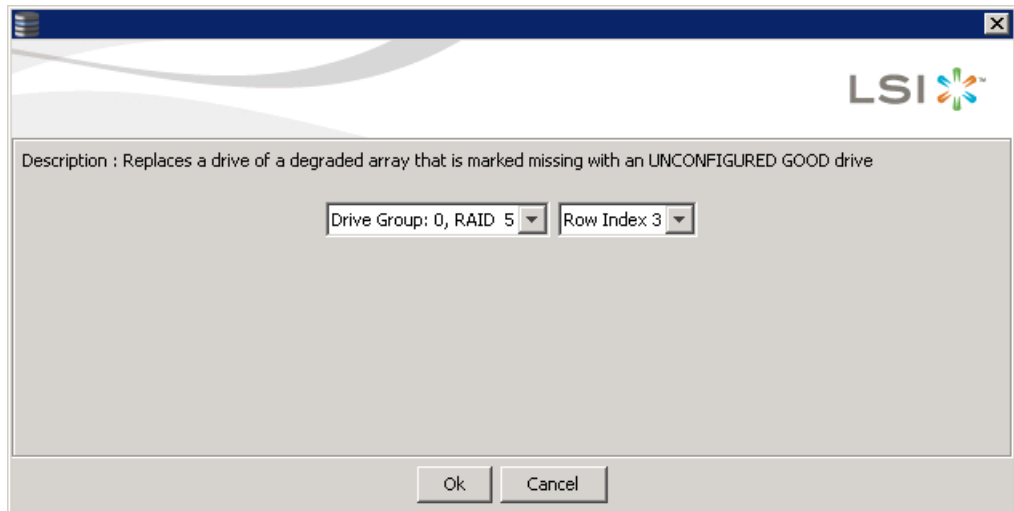 LSI™
Description : Replaces a drive of a degraded array that is marked missing with an UNCONFIGURED GOOD drive
Drive Group: 0, RAID 5 Row Index 3
Ok Cancel